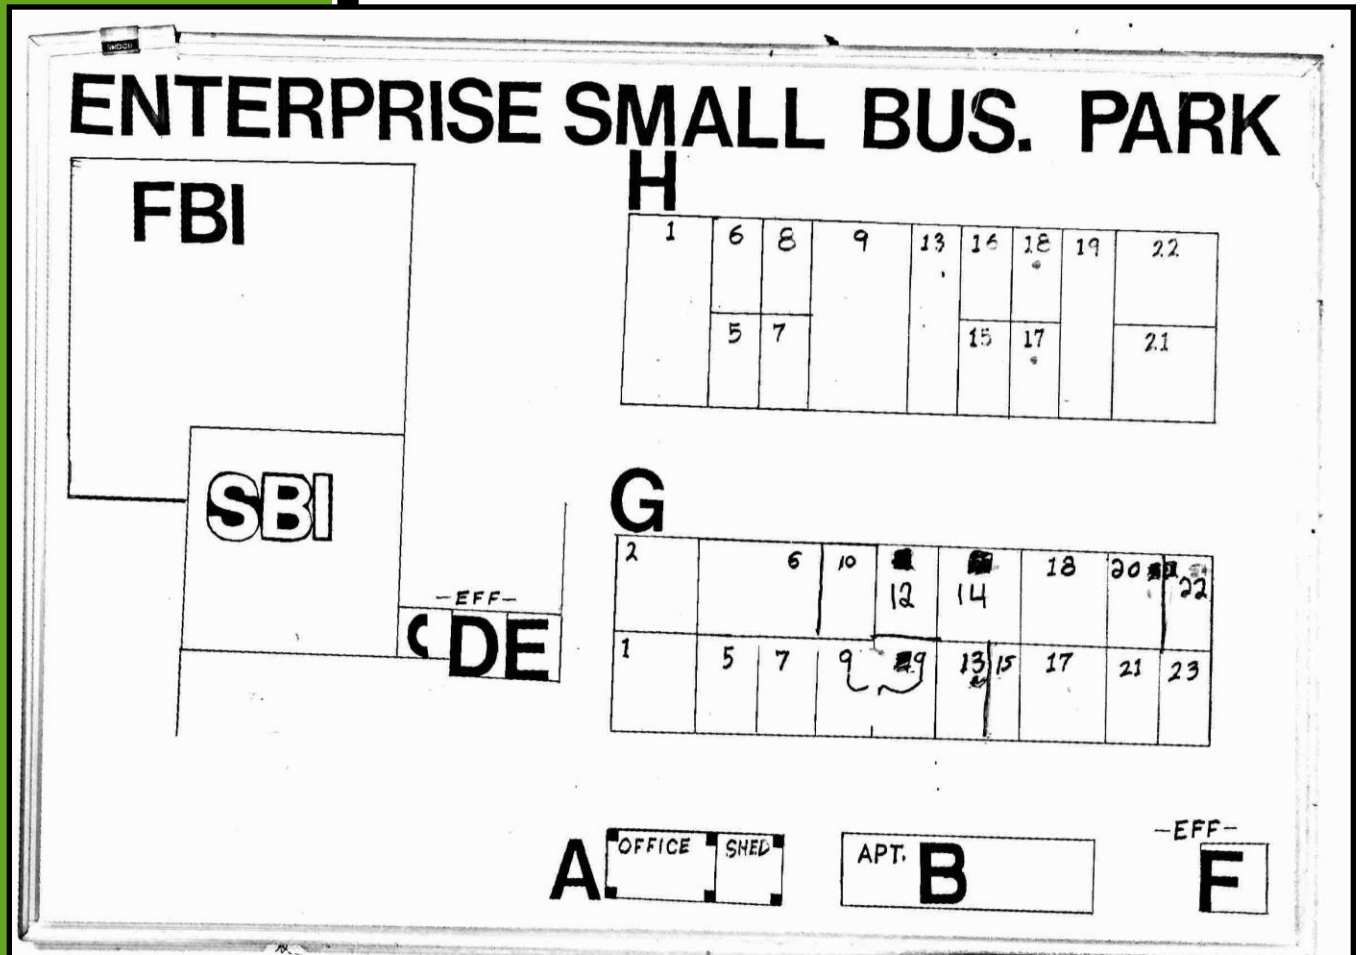 ENTERPRISE SMALL BUS. PARK
FBI
H
1 6 8 9 13 16 18 19 22
5 7 15 17 21
SBI
G
2 6 10 12 14 18 20 22
1 5 7 9 9 13 15 17 21 23
-EFF-
C D E
A OFFICE SHED
APT. B
-EFF-
F